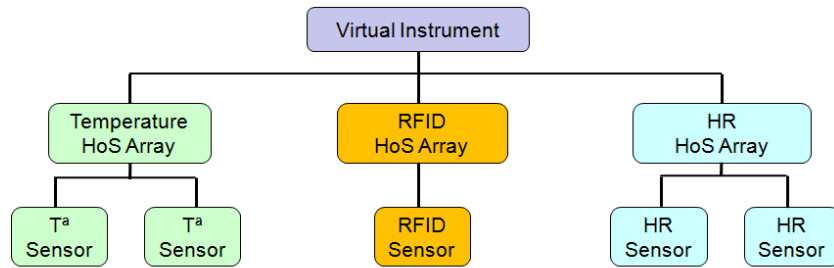 Virtual Instrument
Temperature
HoS Array
RFID
HoS Array
HR
HoS Array
Tª
Sensor
Tª
Sensor
RFID
Sensor
HR
Sensor
HR
Sensor